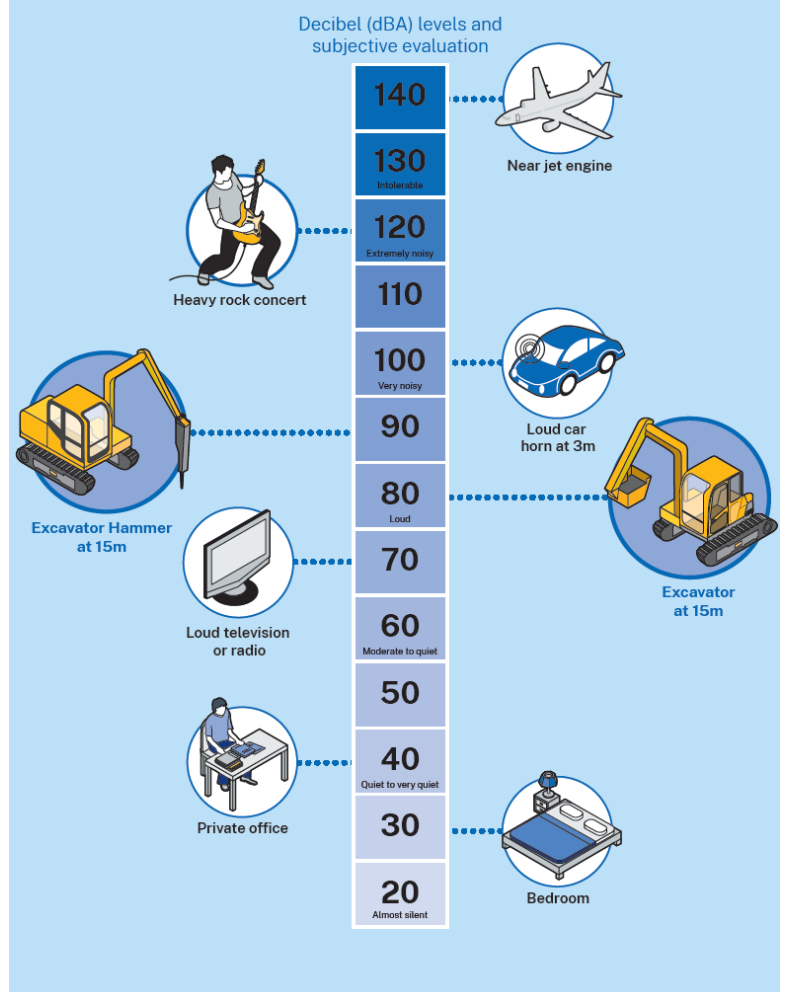 Decibel (dBA) levels and
subjective evaluation
140
Near jet engine
130
Intolerable
120
Extremely noisy
Heavy rock concert
110
100
Very noisy
Loud car
horn at 3m
90
Excavator Hammer
at 15m
80
Loud
Excavator
at 15m
70
Loud television
or radio
60
Moderate to quiet
50
40
Quiet to very quiet
Private office
30
Bedroom
20
Almost silent